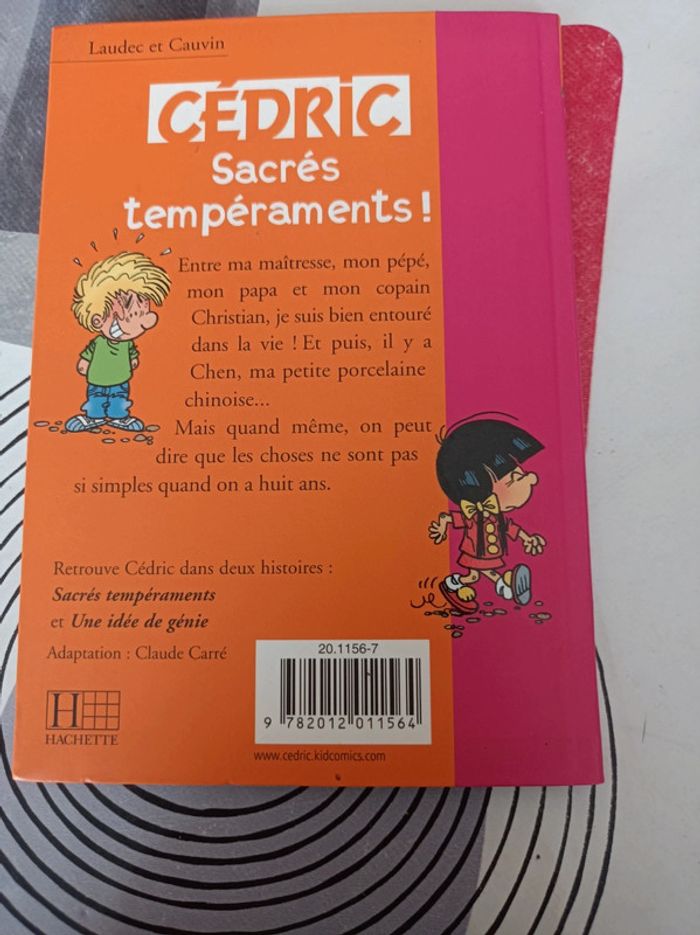 Laudec et Cauvin
CÉDRIC
Sacrés
tempéraments !
Entre ma maîtresse, mon pépé,
mon papa et mon copain
Christian, je suis bien entouré
dans la vie ! Et puis, il y a
Chen, ma petite porcelaine
chinoise...
Mais quand même, on peut
dire que les choses ne sont pas
si simples quand on a huit ans.
Retrouve Cédric dans deux histoires :
Sacrés tempéraments
et Une idée de génie
Adaptation : Claude Carré
H
HACHETTE
20.1156-7
9 782012 011564
www.cedric.kidcomics.com